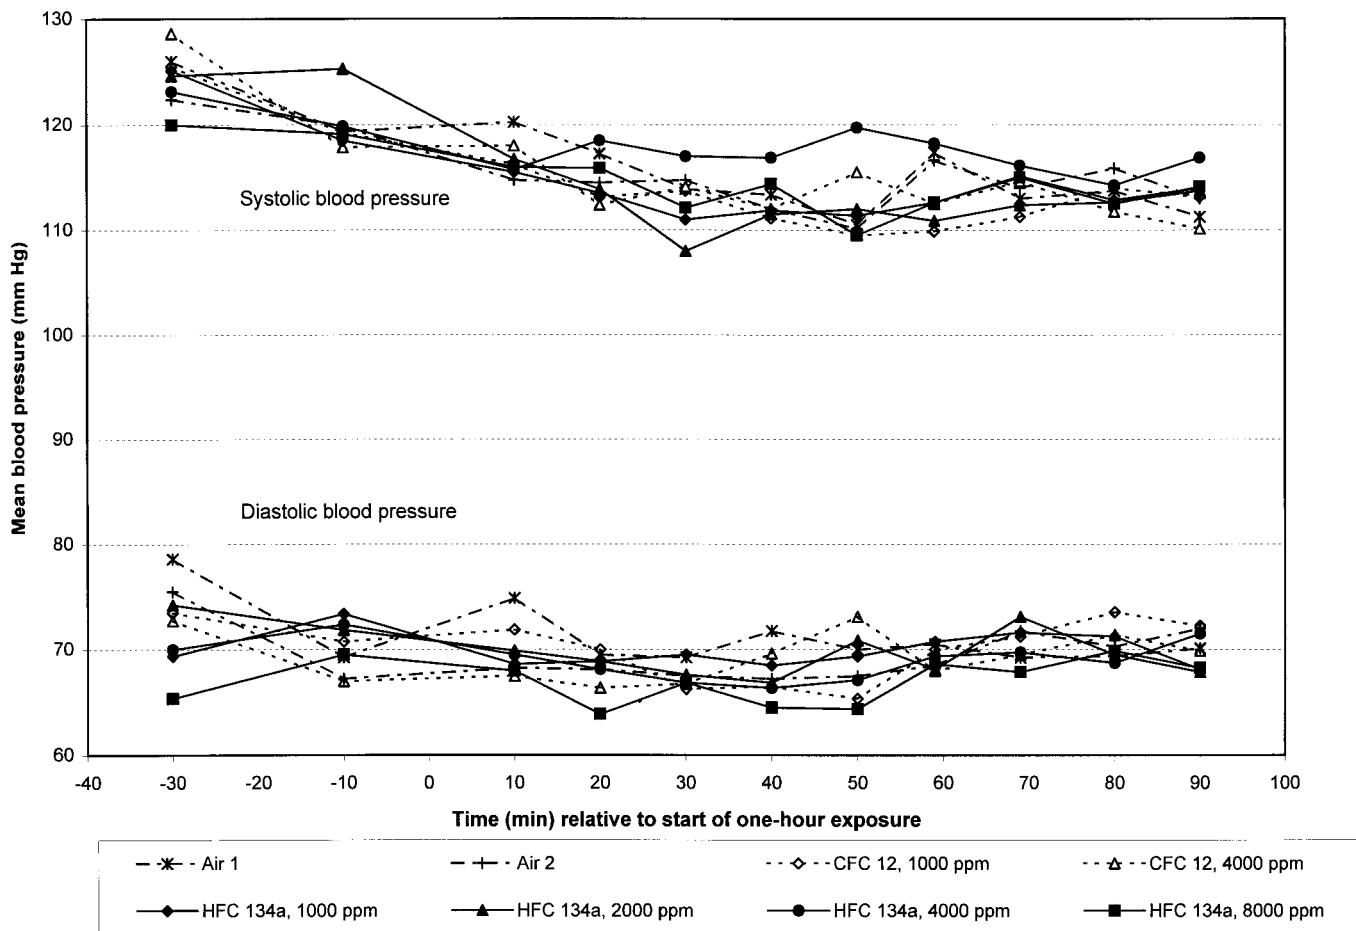 130
120
110
100
90
80
70
60
Mean blood pressure (mm Hg)
Systolic blood pressure
Diastolic blood pressure
-40 -30 -20 -10 0 10 20 30 40 50 60 70 80 90 100
Time (min) relative to start of one-hour exposure
Air 1 Air 2 CFC 12, 1000 ppm CFC 12, 4000 ppm
HFC 134a, 1000 ppm HFC 134a, 2000 ppm HFC 134a, 4000 ppm HFC 134a, 8000 ppm